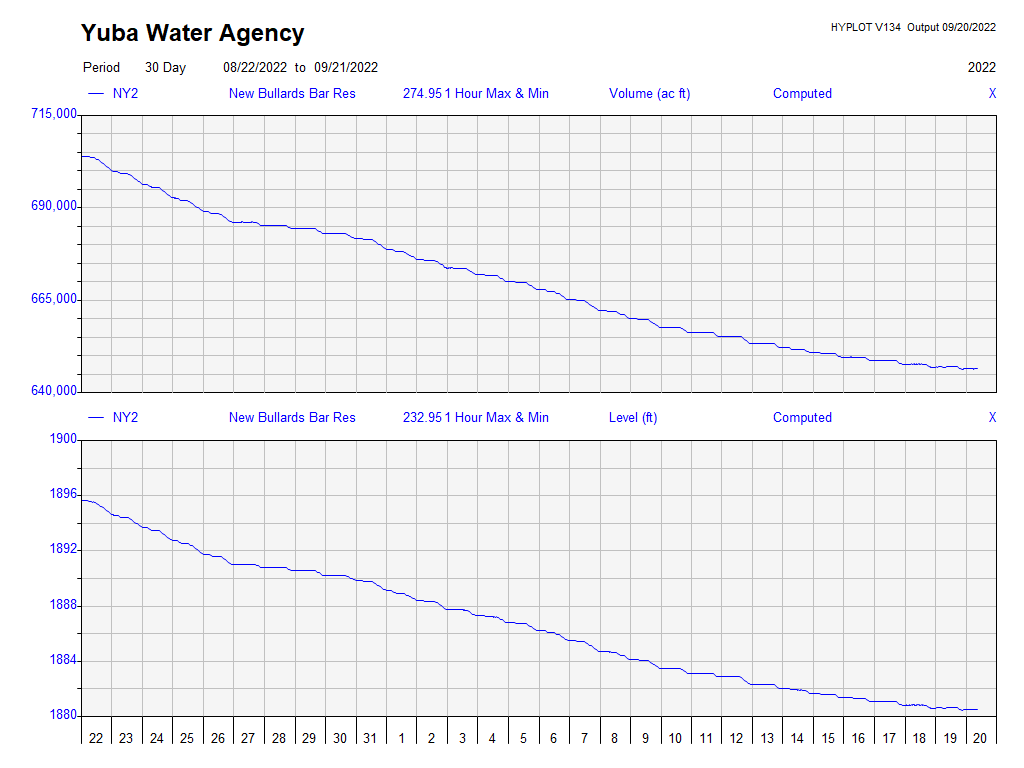 Yuba Water Agency
HYPLOT V134 Output 09/20/2022
Period 30 Day 08/22/2022 to 09/21/2022 2022
NY2 New Bullards Bar Res 274.95 1 Hour Max & Min Volume (ac ft) Computed X
715,000
690,000
665,000
640,000
NY2 New Bullards Bar Res 232.95 1 Hour Max & Min Level (ft) Computed X
1900
1896
1892
1888
1884
1880
22 23 24 25 26 27 28 29 30 31 1 2 3 4 5 6 7 8 9 10 11 12 13 14 15 16 17 18 19 20